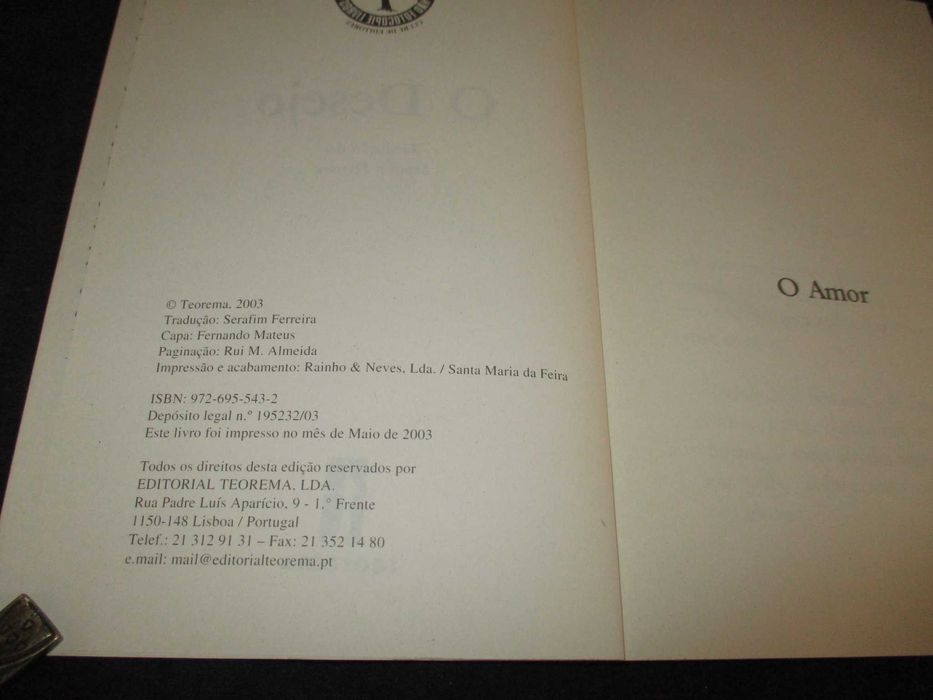 O Desejo
© Teorema, 2003
Tradução: Serafim Ferreira
Capa: Fernando Mateus
Paginação: Rui M. Almeida
Impressão e acabamento: Rainho & Neves, Lda. / Santa Maria da Feira
ISBN: 972-695-543-2
Depósito legal n.º 195232/03
Este livro foi impresso no mês de Maio de 2003
Todos os direitos desta edição reservados por
EDITORIAL TEOREMA, LDA.
Rua Padre Luís Aparício, 9 - 1.º Frente
1150-148 Lisboa / Portugal
Telef.: 21 312 91 31 – Fax: 21 352 14 80
e.mail: mail@editorialteorema.pt
O Amor